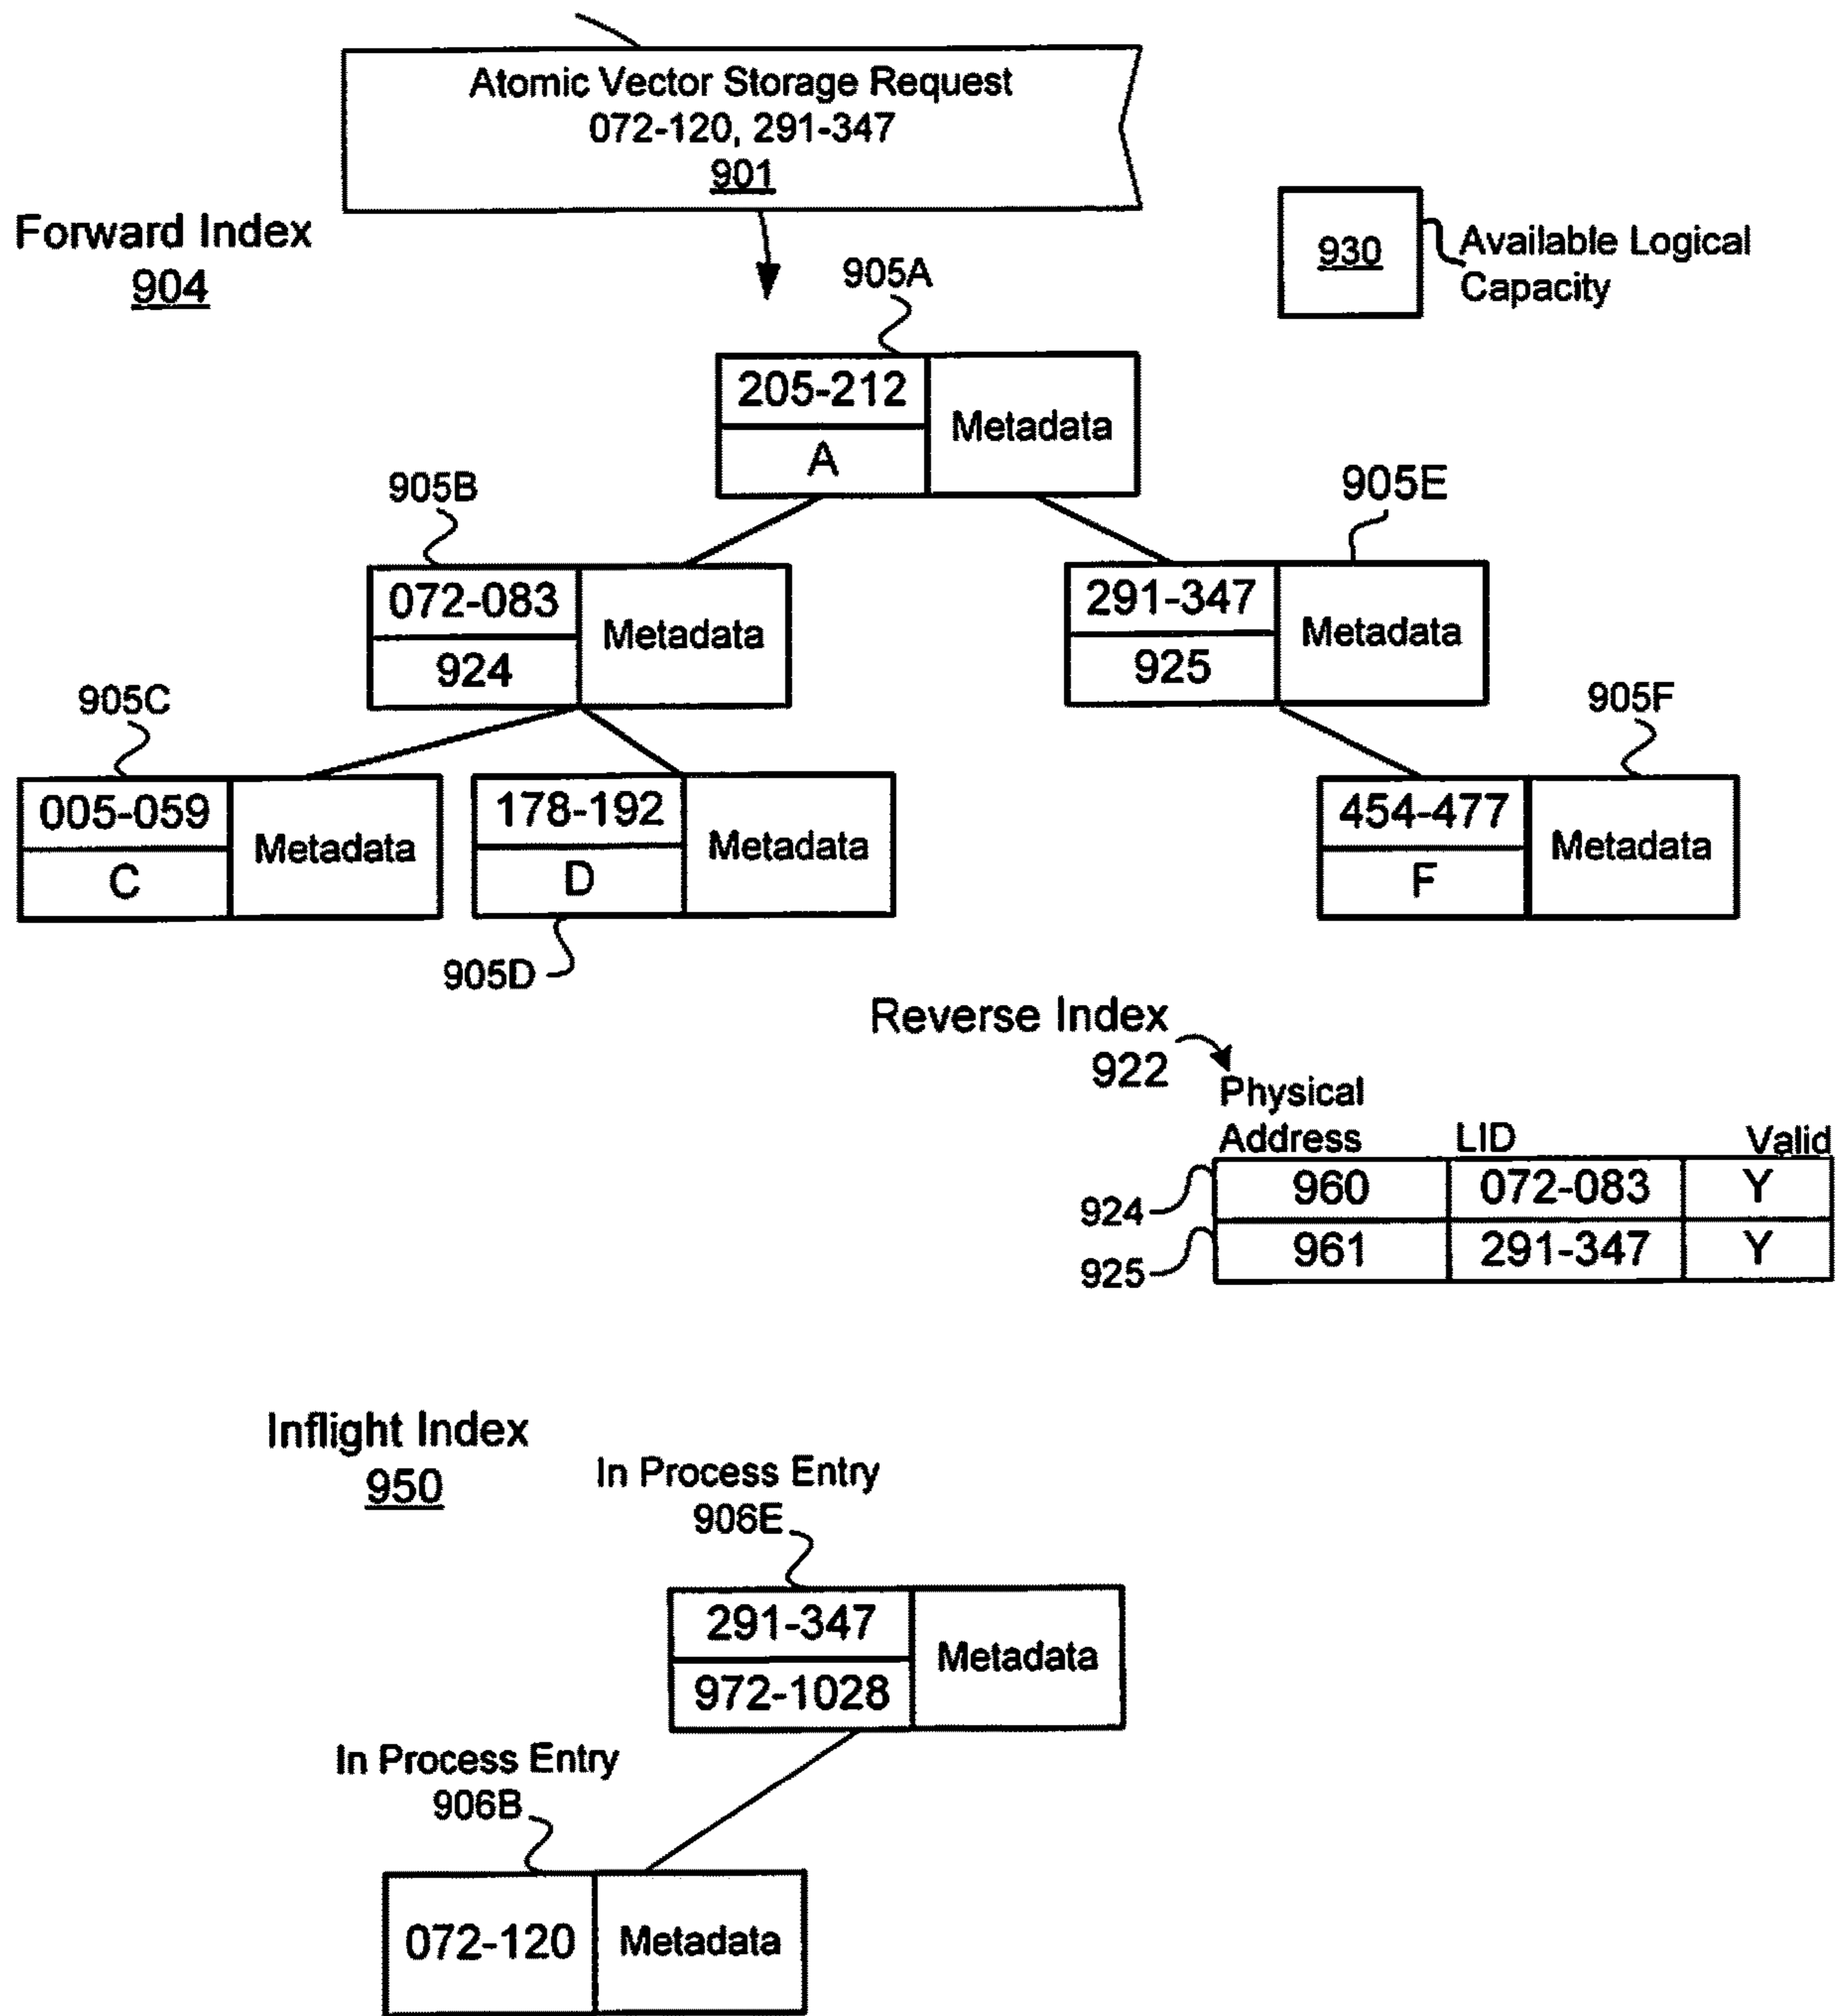 Atomic Vector Storage Request
072-120, 291-347
901
Forward Index
904
930
Available Logical
Capacity
905A
205-212
A
Metadata
905B
072-083
924
Metadata
905E
291-347
925
Metadata
905C
005-059
C
Metadata
178-192
D
Metadata
905D
905F
454-477
F
Metadata
Reverse Index
922
Physical
Address LID Valid
924 960 072-083 Y
925 961 291-347 Y
Inflight Index
950
In Process Entry
906E
291-347
972-1028
Metadata
In Process Entry
906B
072-120 Metadata